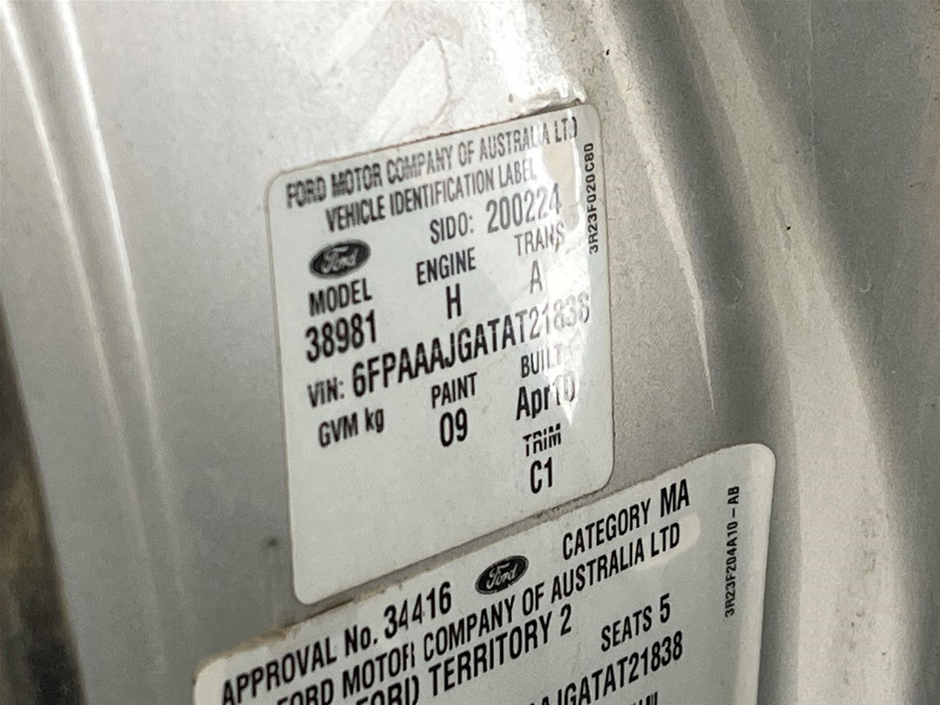 FORD MOTOR COMPANY OF AUSTRALIA LTD
VEHICLE IDENTIFICATION LABEL
Ford SIDO: 200224
MODEL ENGINE TRANS
38981 H A
VIN: 6FPAAAJGATAT21838
GVM kg PAINT BUILT
09 Apr10
TRIM
C1
3R23F020C80
APPROVAL No. 34416 Ford CATEGORY MA
FORD MOTOR COMPANY OF AUSTRALIA LTD
FORD TERRITORY 2 SEATS 5
AJGATAT21838
3R23F204A10-AB